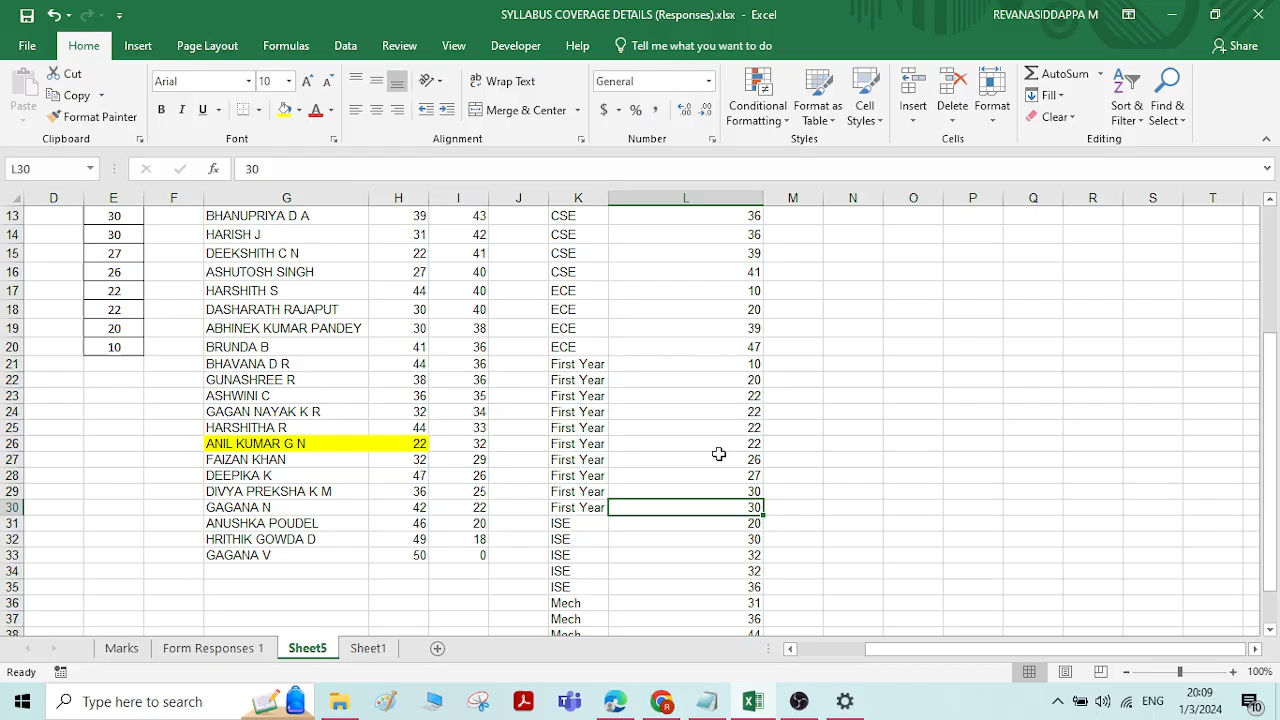 SYLLABUS COVERAGE DETAILS (Responses).xlsx - Excel
REVANASIDDAPPA M
File Home Insert Page Layout Formulas Data Review View Developer Help Tell me what you want to do Share
Paste Cut Copy Format Painter Clipboard
Arial 10 B I U Font
Wrap Text Merge & Center Alignment
General $ % , Number
Conditional Formatting Format as Table Cell Styles Styles
Insert Delete Format Cells
AutoSum Fill Clear Sort & Filter Find & Select Editing
L30 fx 30
D E F G H I J K L M N O P Q R S T
13 30 BHANUPRIYA D A 39 43 CSE 36
14 30 HARISH J 31 42 CSE 36
15 27 DEEKSHITH C N 22 41 CSE 39
16 26 ASHUTOSH SINGH 27 40 CSE 41
17 22 HARSHITH S 44 40 ECE 10
18 22 DASHARATH RAJAPUT 30 40 ECE 20
19 20 ABHINEK KUMAR PANDEY 30 38 ECE 39
20 10 BRUNDA B 41 36 ECE 47
21 BHAVANA D R 44 36 First Year 10
22 GUNASHREE R 38 36 First Year 20
23 ASHWINI C 36 35 First Year 22
24 GAGAN NAYAK K R 32 34 First Year 22
25 HARSHITHA R 44 33 First Year 22
26 ANIL KUMAR G N 22 32 First Year 22
27 FAIZAN KHAN 32 29 First Year 26
28 DEEPIKA K 47 26 First Year 27
29 DIVYA PREKSHA K M 36 25 First Year 30
30 GAGANA N 42 22 First Year 30
31 ANUSHKA POUDEL 46 20 ISE 20
32 HRITHIK GOWDA D 49 18 ISE 30
33 GAGANA V 50 0 ISE 32
34 ISE 32
35 ISE 36
36 Mech 31
37 Mech 36
38 Mech 44
Marks Form Responses 1 Sheet5 Sheet1
Ready 100%
Type here to search ENG 20:09 1/3/2024 10